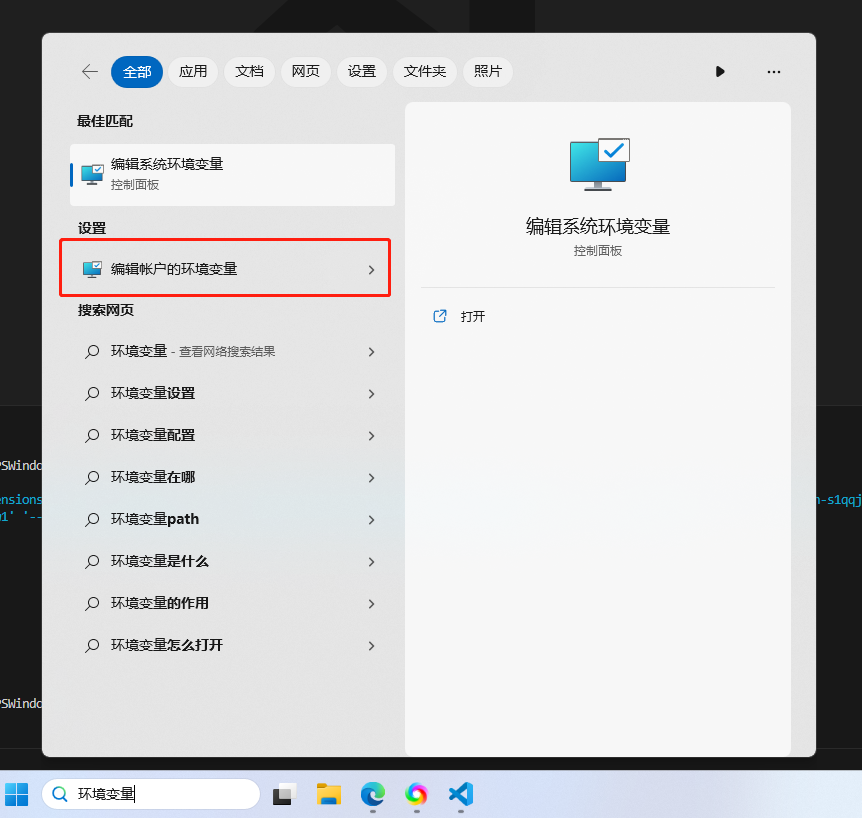 全部 应用 文档 网页 设置 文件夹 照片
最佳匹配
编辑系统环境变量
控制面板
设置
编辑帐户的环境变量
搜索网页
环境变量 - 查看网络搜索结果
环境变量设置
环境变量配置
环境变量在哪
环境变量path
环境变量是什么
环境变量的作用
环境变量怎么打开
编辑系统环境变量
控制面板
打开
PSWindo
ensions
n-s1qqj
01' '--
PSWindo
环境变量